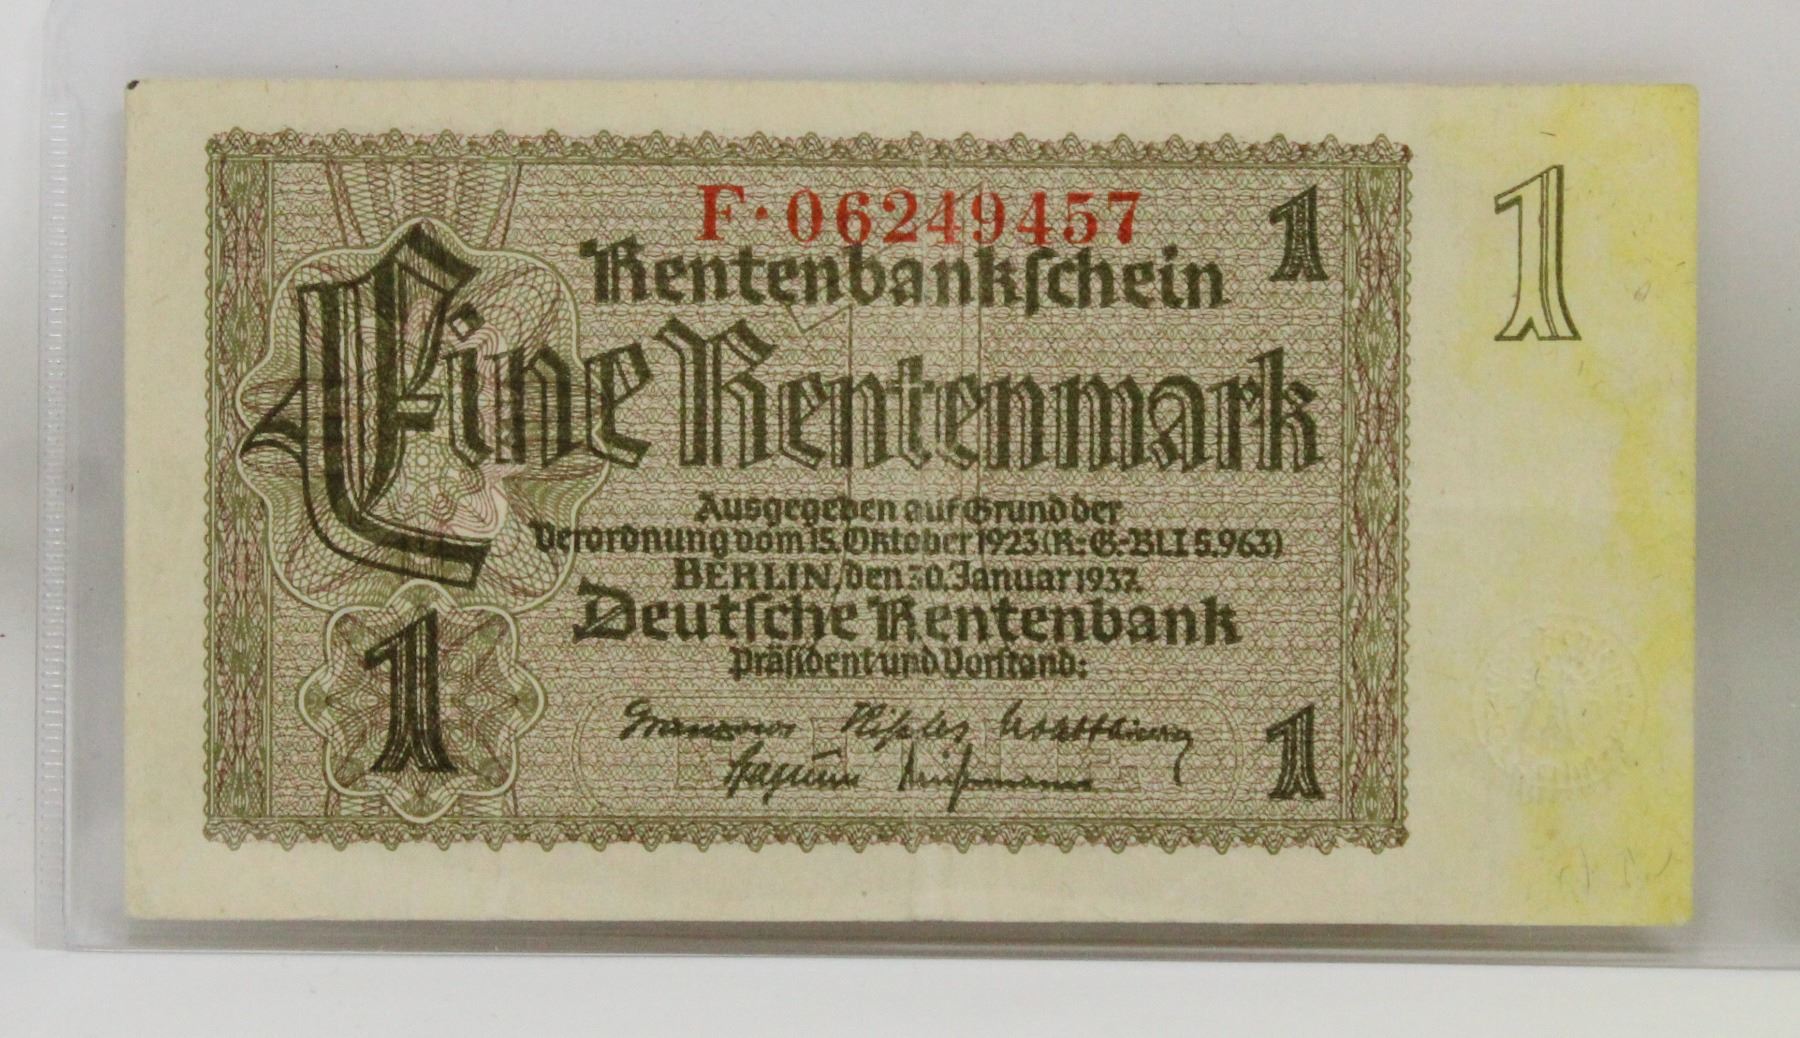 F·06249457
1
1
Rentenbankschein
Eine Rentenmark
Ausgegeben auf Grund der
Verordnung vom 15. Oktober 1923 (R.-G.-Bl. I S. 963)
BERLIN, den 30. Januar 1937.
Deutsche Rentenbank
Präsident und Vorstand:
1
1